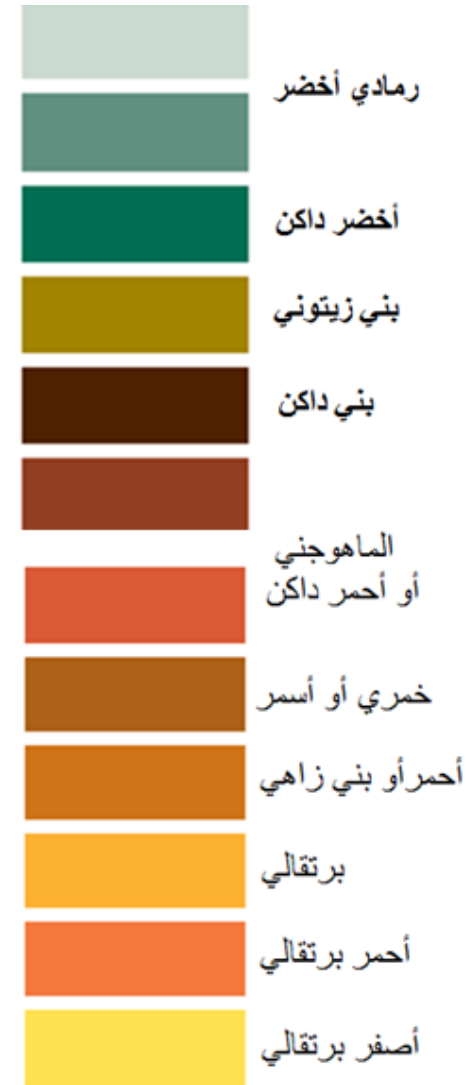 رمادي أخضر
أخضر داكن
بني زيتوني
بني داكن
الماهوجني
أو أحمر داكن
خمري أو أسمر
أحمرأو بني زاهي
برتقالي
أحمر برتقالي
أصفر برتقالي